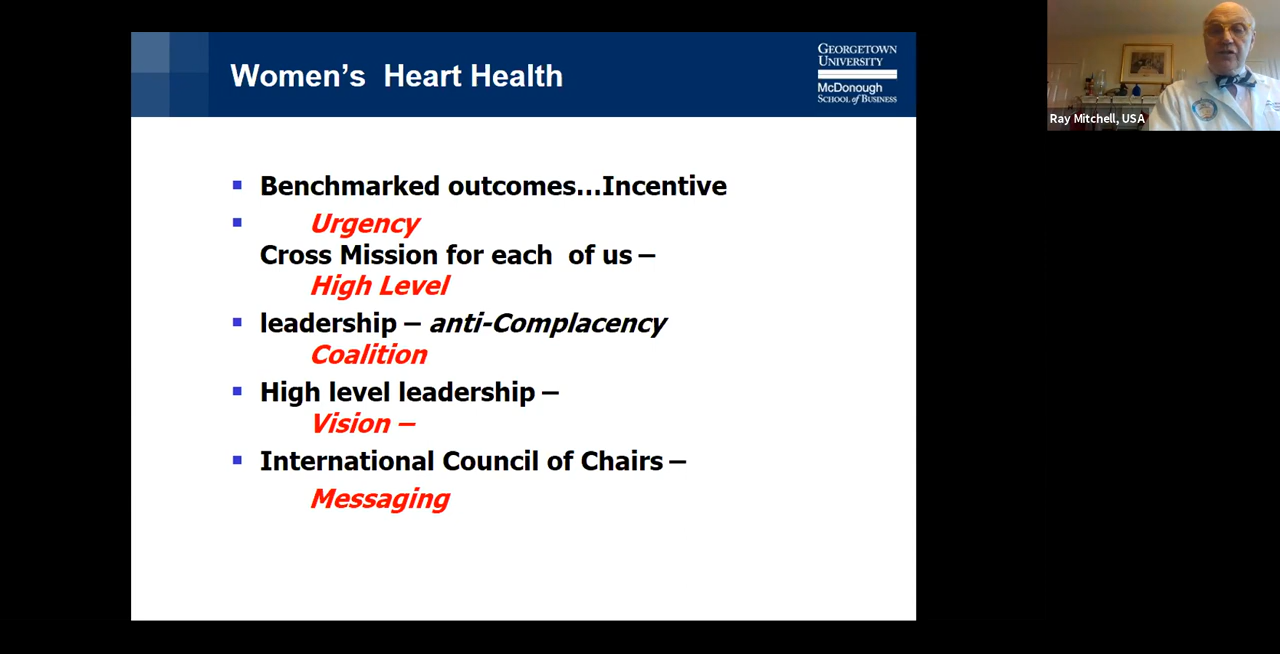 Women's  Heart Health
GEORGETOWN
UNIVERSITY
McDonough
SCHOOL of BUSINESS
Benchmarked outcomes...Incentive
Urgency
Cross Mission for each  of us –
High Level
leadership – anti-Complacency
Coalition
High level leadership –
Vision –
International Council of Chairs –
Messaging
Ray Mitchell, USA